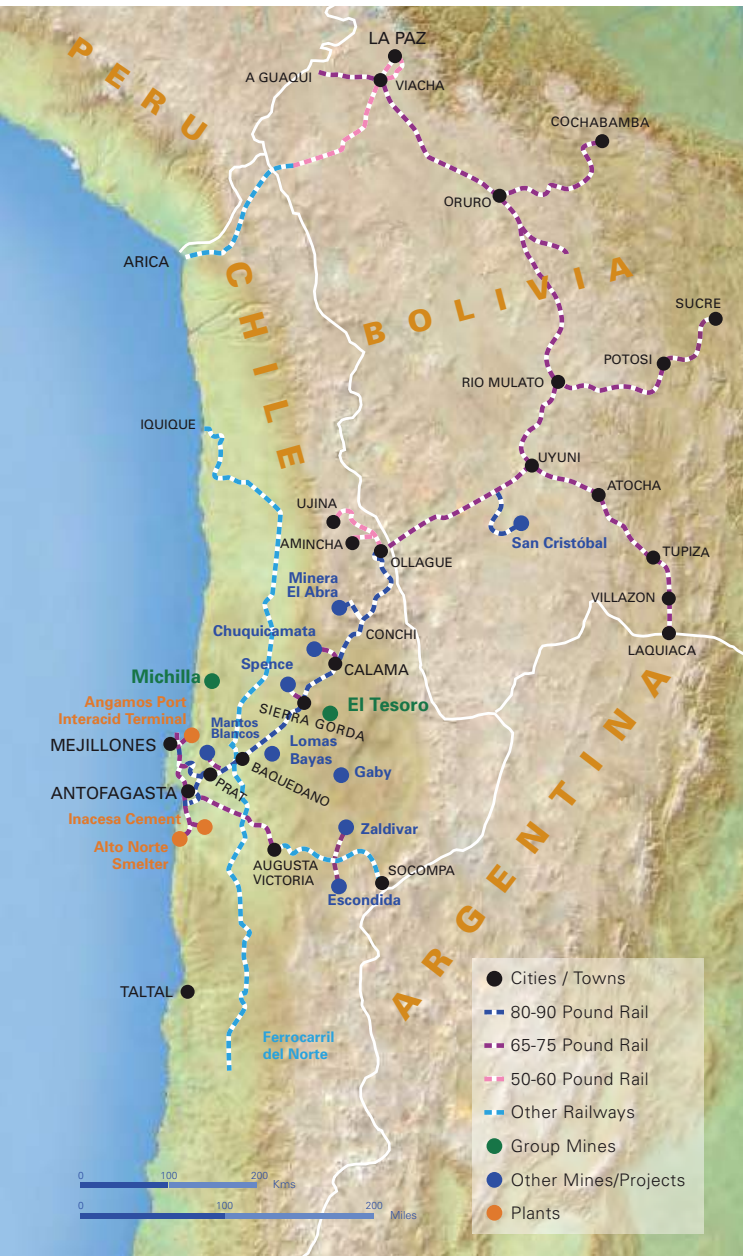 PERU
LA PAZ
A GUAQUI
VIACHA
COCHABAMBA
ORURO
ARICA
CHILE
BOLIVIA
SUCRE
POTOSI
RIO MULATO
IQUIQUE
UYUNI
ATOCHA
UJINA
AMINCHA
OLLAGUE
San Cristóbal
TUPIZA
Minera
El Abra
VILLAZON
CONCHI
Chuquicamata
LAQUIACA
CALAMA
Spence
Michilla
El Tesoro
SIERRA GORDA
Angamos Port
Interacid Terminal
Mantos
Blancos
MEJILLONES
Lomas
Bayas
BAQUEDANO
Gaby
PRAT
ANTOFAGASTA
ARGENTINA
Inacesa Cement
Zaldivar
Alto Norte
Smelter
AUGUSTA
VICTORIA
SOCOMPA
Escondida
TALTAL
Ferrocarril
del Norte
Cities / Towns
80-90 Pound Rail
65-75 Pound Rail
50-60 Pound Rail
Other Railways
Group Mines
Other Mines/Projects
Plants
0 100 200 Kms
0 100 200 Miles